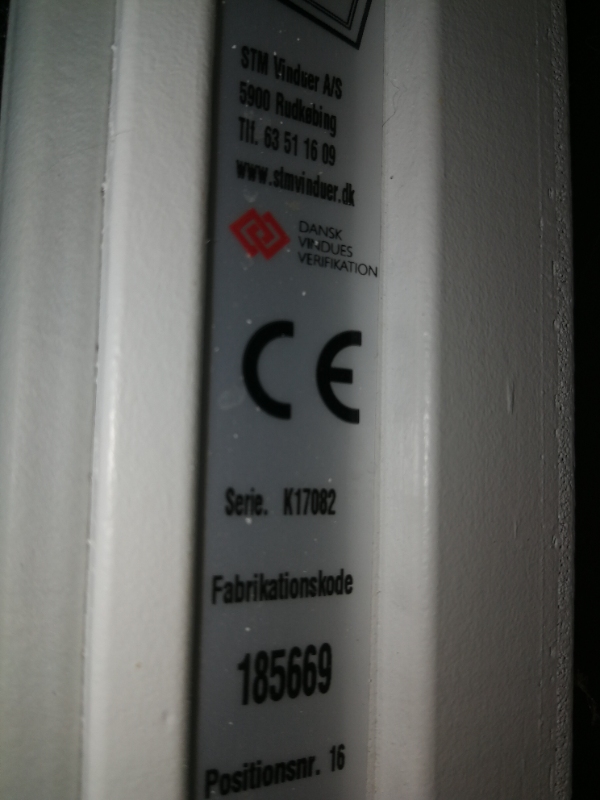 STM Vinduer A/S
5900 Rudkøbing
Tlf. 63 51 16 09
www.stmvinduer.dk
DANSK
VINDUES
VERIFIKATION
CE
Serie. K17082
Fabrikationskode
185669
Positionsnr. 16